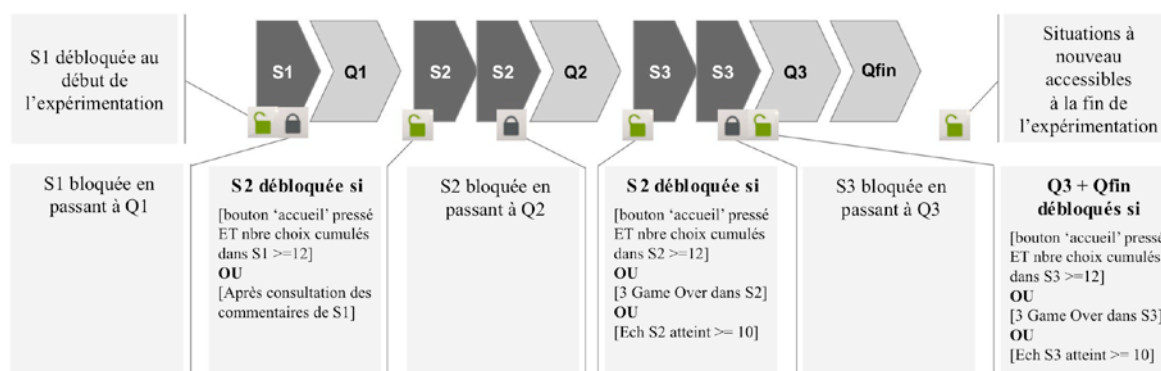 S1 débloquée au
début de
l’expérimentation
S1
Q1
S2
S2
Q2
S3
S3
Q3
Qfin
Situations à
nouveau
accessibles
à la fin de
l’expérimentation
S1 bloquée en
passant à Q1
S2 débloquée si
[bouton ‘accueil’ pressé
ET nbre choix cumulés
dans S1 >=12]
OU
[Après consultation des
commentaires de S1]
S2 bloquée en
passant à Q2
S2 débloquée si
[bouton ‘accueil’ pressé
ET nbre choix cumulés
dans S2 >=12]
OU
[3 Game Over dans S2]
OU
[Ech S2 atteint >= 10]
S3 bloquée en
passant à Q3
Q3 + Qfin
débloqués si
[bouton ‘accueil’ pressé
ET nbre choix cumulés
dans S3 >=12]
OU
[3 Game Over dans S3]
OU
[Ech S3 atteint >= 10]